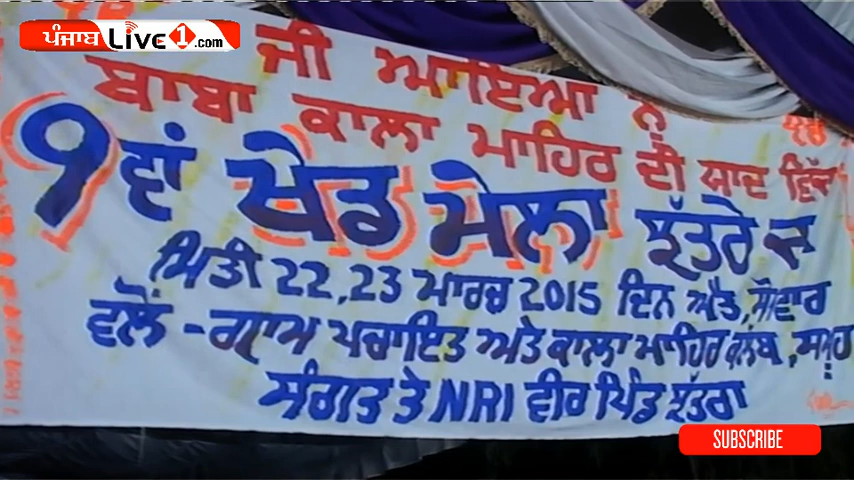 ਪੰਜਾਬ Live1.com
ਜੀ ਆਇਆ ਨੂੰ
ਬਾਬਾ ਕਾਲਾ ਮਾਹਿਰ ਦੀ ਯਾਦ ਵਿੱਚ
9ਵਾਂ ਖੇਡ ਮੇਲਾ ਝੱਤਰੇ ਦਾ
ਮਿਤੀ 22,23 ਮਾਰਚ 2015 ਦਿਨ ਐਤ, ਸੋਵਾਰ
ਵਲੋਂ - ਗ੍ਰਾਮ ਪਚਾਇਤ ਅਤੇ ਕਾਲਾ ਮਾਹਿਰ ਕਲੱਬ, ਸਮੂਹ
ਸੰਗਤ ਤੇ NRI ਵੀਰ ਪਿੰਡ ਝੱਤਰਾ
SUBSCRIBE